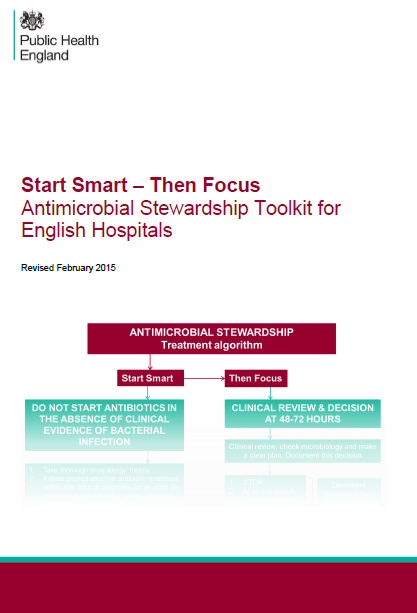 Public Health
England
Start Smart – Then Focus
Antimicrobial Stewardship Toolkit for
English Hospitals
Revised February 2015
ANTIMICROBIAL STEWARDSHIP
Treatment algorithm
Start Smart
Then Focus
DO NOT START ANTIBIOTICS IN
THE ABSENCE OF CLINICAL
EVIDENCE OF BACTERIAL
INFECTION
CLINICAL REVIEW & DECISION
AT 48-72 HOURS
Clinical review, check microbiology and make
a clear plan. Document this decision